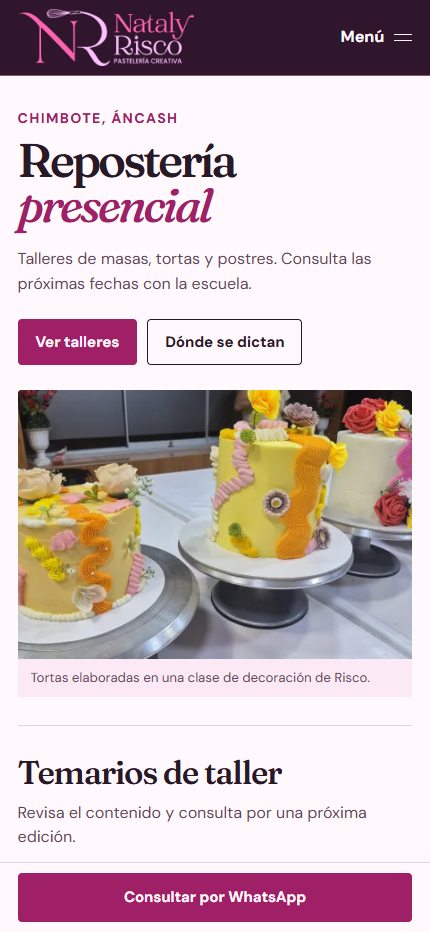 Nataly
Risco
PASTELERÍA CREATIVA
Menú
CHIMBOTE, ÁNCASH
Repostería
presencial
Talleres de masas, tortas y postres. Consulta las
próximas fechas con la escuela.
Ver talleres
Dónde se dictan
Tortas elaboradas en una clase de decoración de Risco.
Temarios de taller
Revisa el contenido y consulta por una próxima
edición.
Consultar por WhatsApp